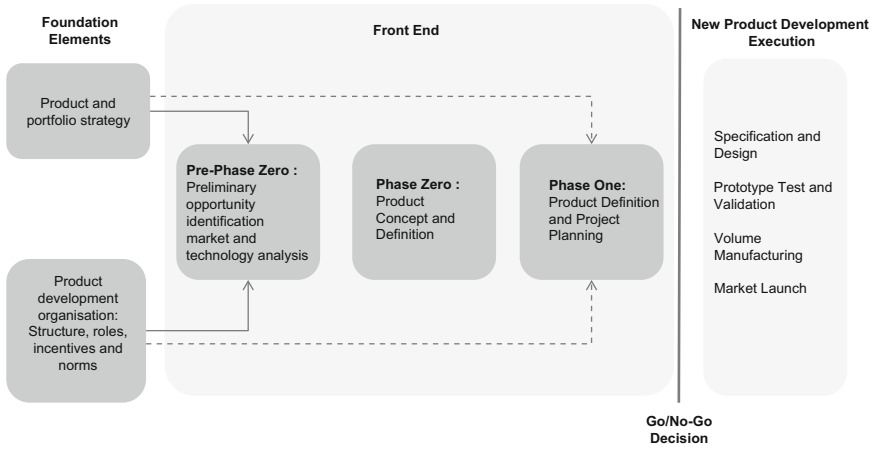 Foundation
Elements
Front End
New Product Development
Execution
Product and
portfolio strategy
Pre-Phase Zero :
Preliminary
opportunity
identification
market and
technology analysis
Phase Zero :
Product
Concept and
Definition
Phase One:
Product Definition
and Project
Planning
Specification and
Design
Prototype Test and
Validation
Volume
Manufacturing
Market Launch
Product
development
organisation:
Structure, roles,
incentives and
norms
Go/No-Go
Decision